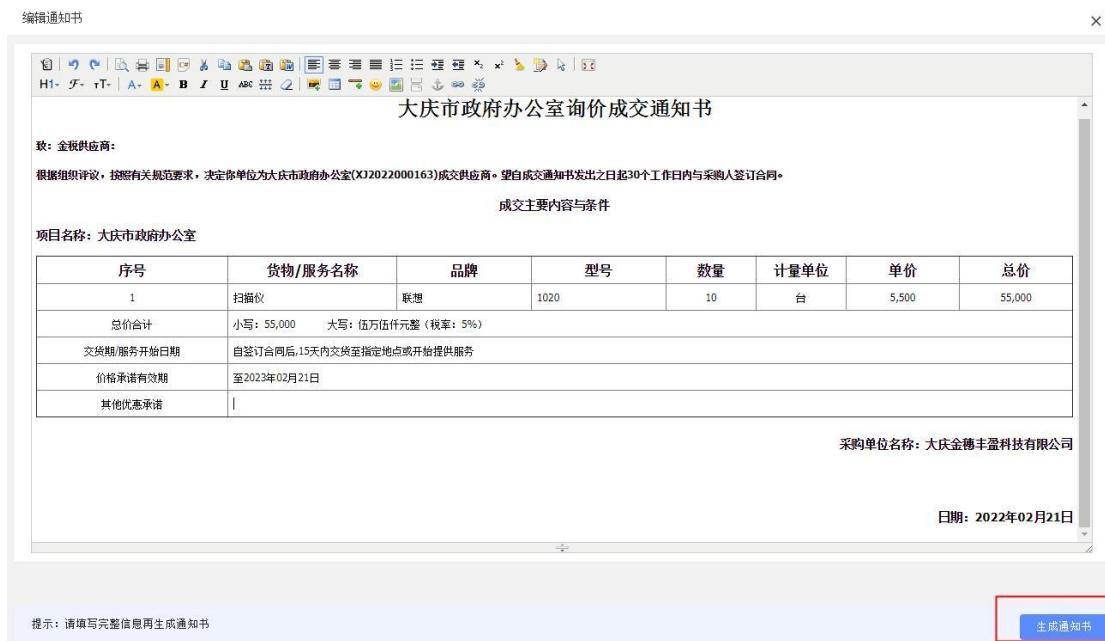 编辑通知书
大庆市政府办公室询价成交通知书
致：金税供应商：
根据组织评议，按照有关规范要求，决定你单位为大庆市政府办公室(XJ2022000163)成交供应商。望自成交通知书发出之日起30个工作日内与采购人签订合同。
成交主要内容与条件
项目名称：大庆市政府办公室
序号 货物/服务名称 品牌 型号 数量 计量单位 单价 总价
1 扫描仪 联想 1020 10 台 5,500 55,000
总价合计 小写：55,000 大写：伍万伍仟元整（税率：5%）
交货期/服务开始日期 自签订合同后,15天内交货至指定地点或开始提供服务
价格承诺有效期 至2023年02月21日
其他优惠承诺
采购单位名称：大庆金穗丰盈科技有限公司
日期：2022年02月21日
提示：请填写完整信息再生成通知书
生成通知书